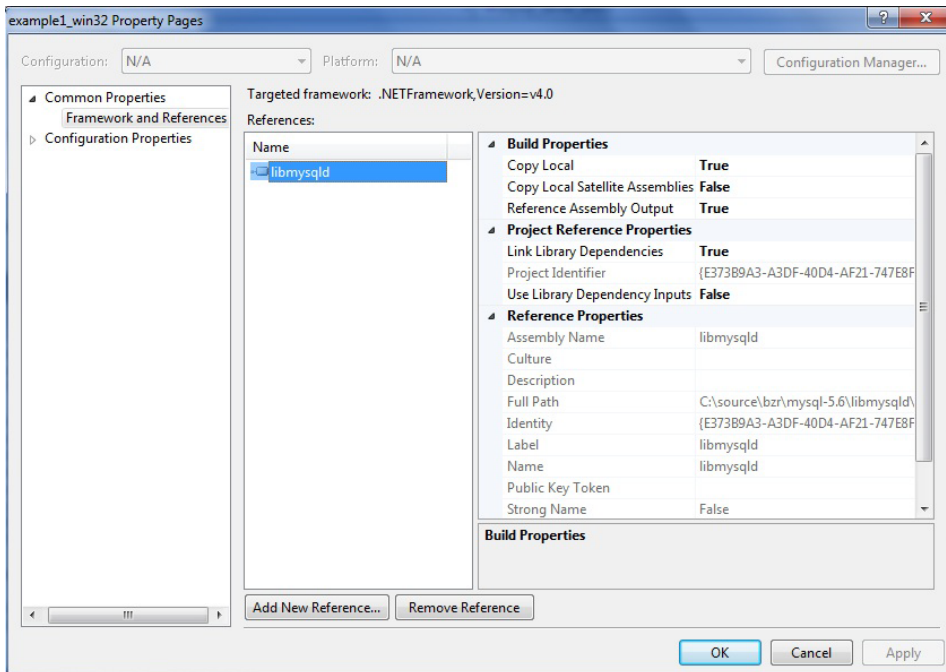 example1_win32 Property Pages
Configuration: N/A Platform: N/A Configuration Manager...
Common Properties
Framework and References
Configuration Properties
Targeted framework: .NETFramework,Version=v4.0
References:
Name
libmysqld
Build Properties
Copy Local True
Copy Local Satellite Assemblies False
Reference Assembly Output True
Project Reference Properties
Link Library Dependencies True
Project Identifier {E373B9A3-A3DF-40D4-AF21-747E8F
Use Library Dependency Inputs False
Reference Properties
Assembly Name libmysqld
Culture
Description
Full Path C:\source\bzr\mysql-5.6\libmysqld\
Identity {E373B9A3-A3DF-40D4-AF21-747E8F
Label libmysqld
Name libmysqld
Public Key Token
Strong Name False
Build Properties
Add New Reference... Remove Reference
OK Cancel Apply